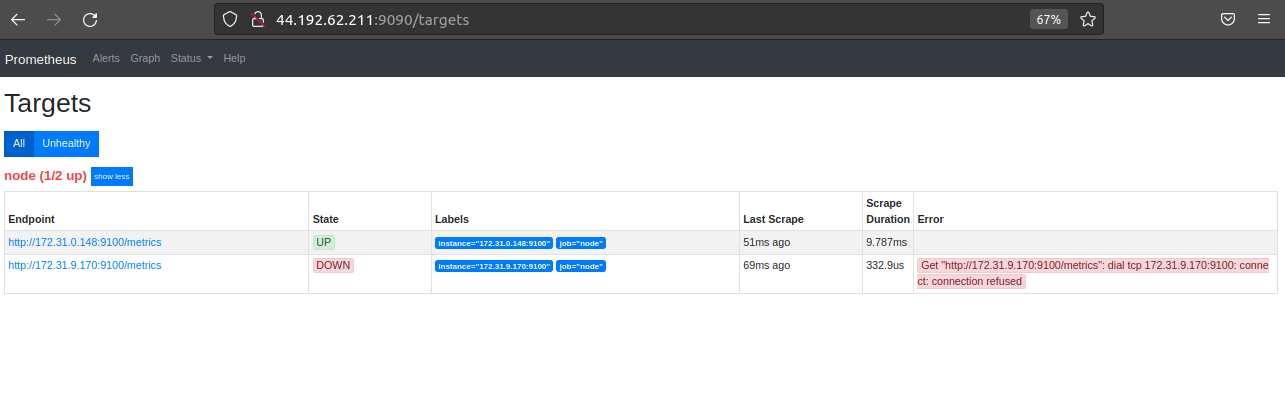 44.192.62.211:9090/targets 67%
Prometheus Alerts Graph Status Help
Targets
All Unhealthy
node (1/2 up) show less
Endpoint State Labels Last Scrape Scrape Duration Error
http://172.31.0.148:9100/metrics UP instance="172.31.0.148:9100" job="node" 51ms ago 9.787ms
http://172.31.9.170:9100/metrics DOWN instance="172.31.9.170:9100" job="node" 69ms ago 332.9us Get "http://172.31.9.170:9100/metrics": dial tcp 172.31.9.170:9100: conne
ct: connection refused